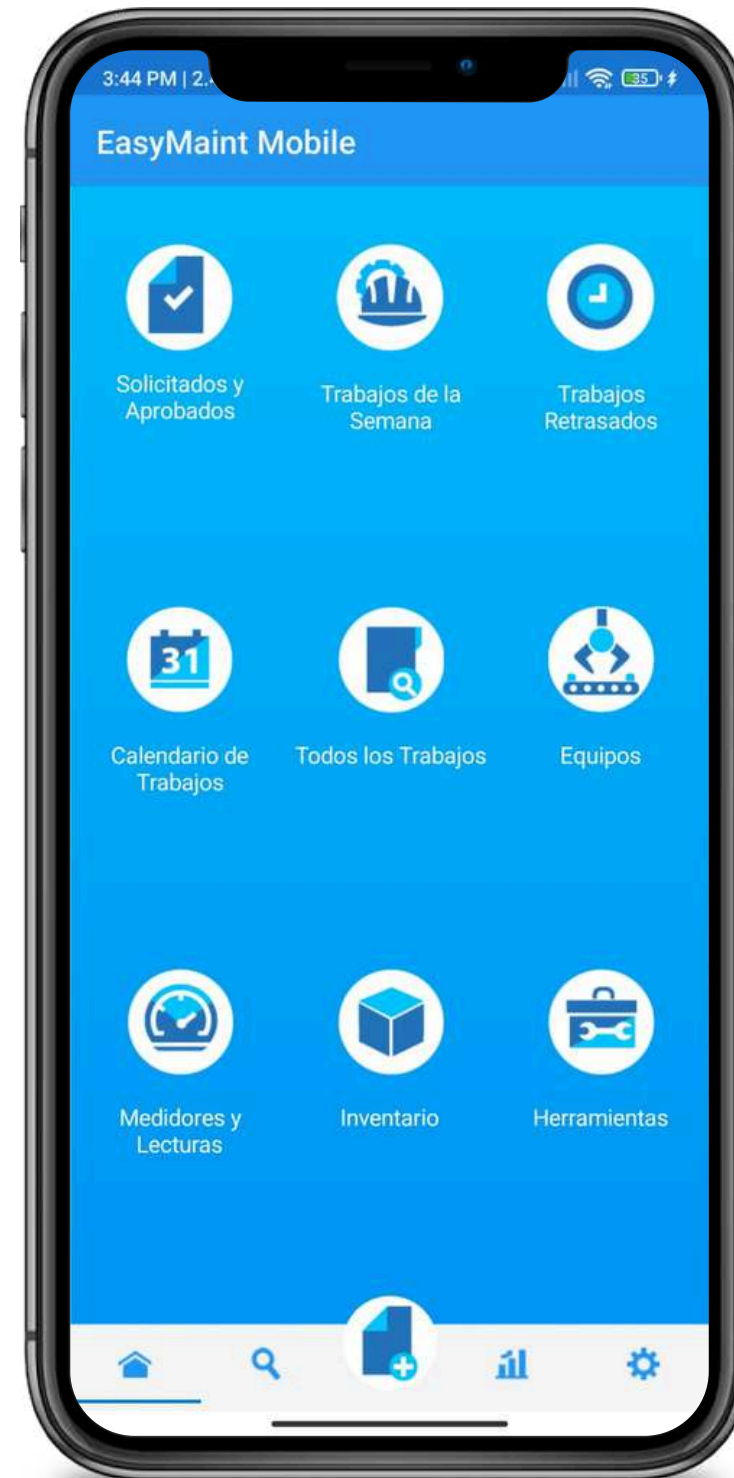 3:44 PM | 2.
35
EasyMaint Mobile
Solicitados y
Aprobados
Trabajos de la
Semana
Trabajos
Retrasados
31
Calendario de
Trabajos
Todos los Trabajos
Equipos
Medidores y
Lecturas
Inventario
Herramientas